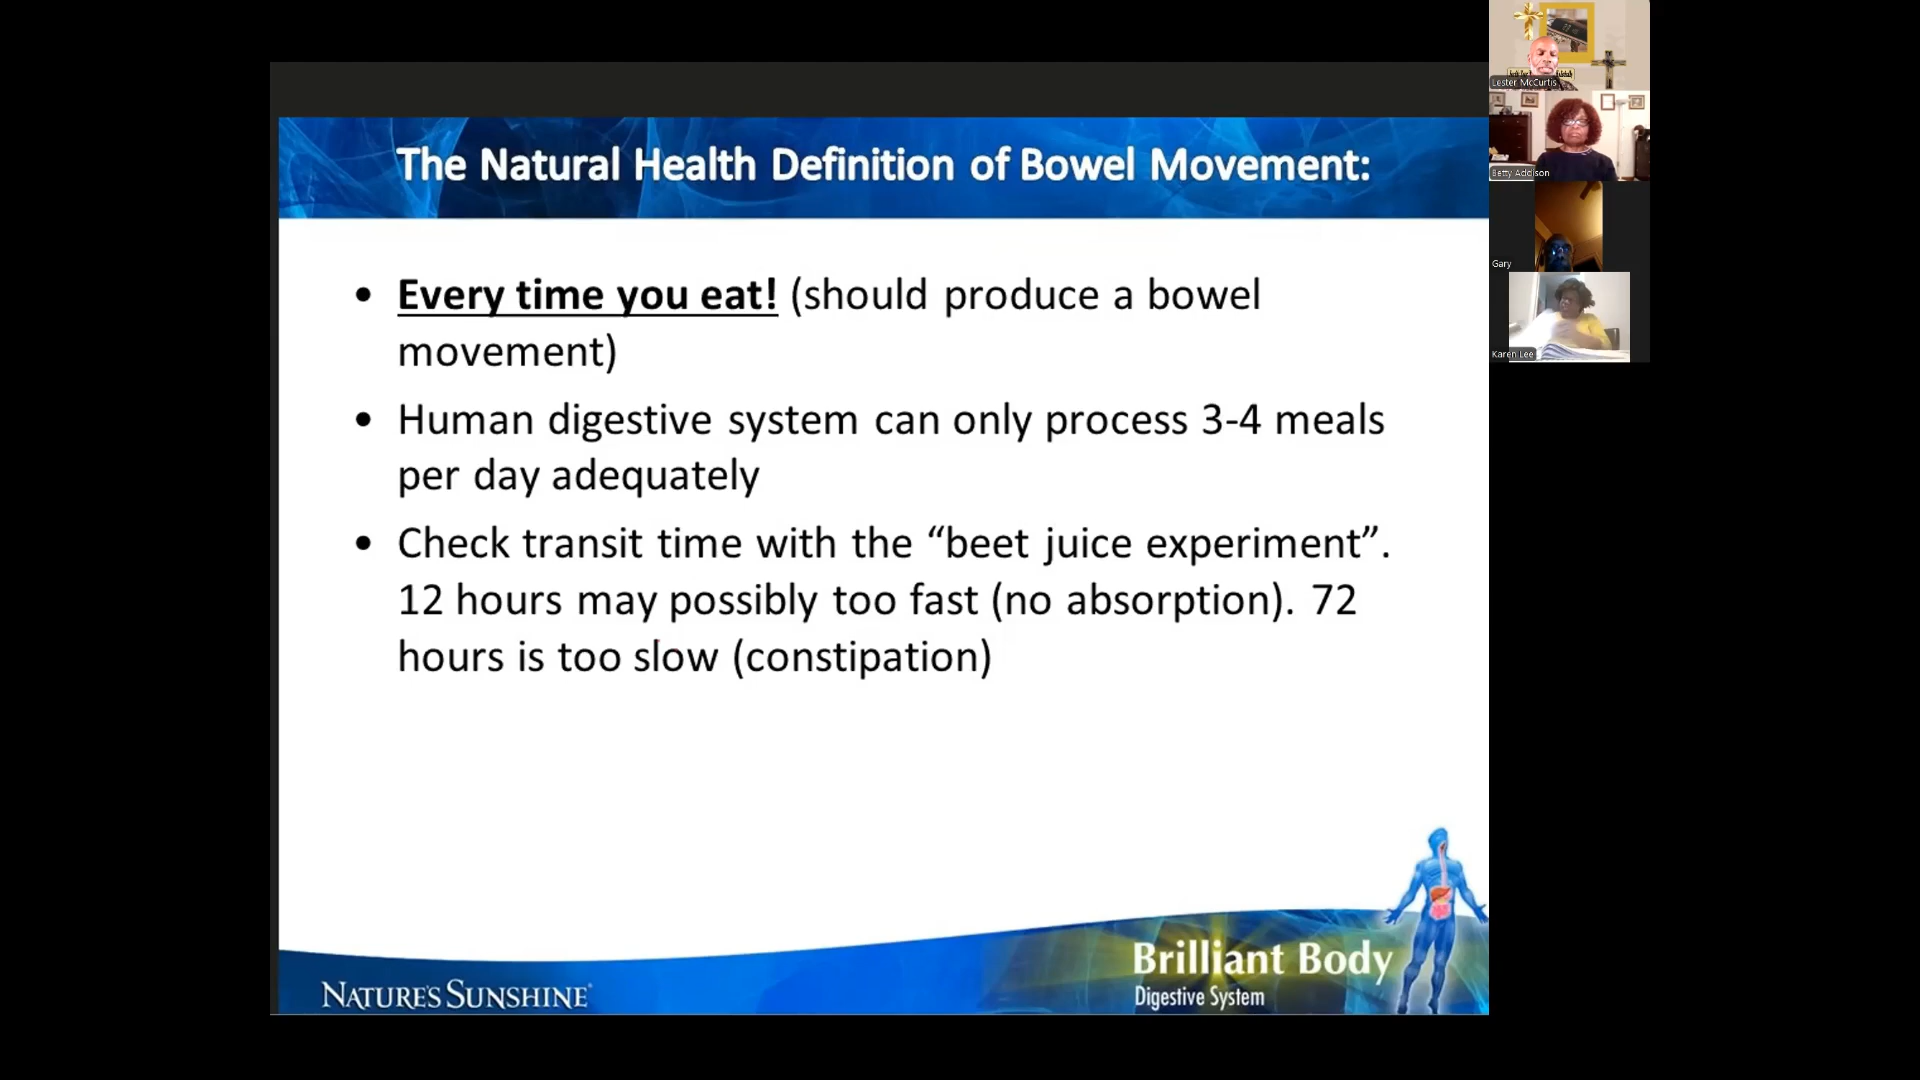 The Natural Health Definition of Bowel Movement:
• Every time you eat! (should produce a bowel
movement)
• Human digestive system can only process 3-4 meals
per day adequately
• Check transit time with the “beet juice experiment”.
12 hours may possibly too fast (no absorption). 72
hours is too slow (constipation)
NATURE'S SUNSHINE
Brilliant Body
Digestive System
Lester McCurtis
Betty Addison
Gary
Karen Lee